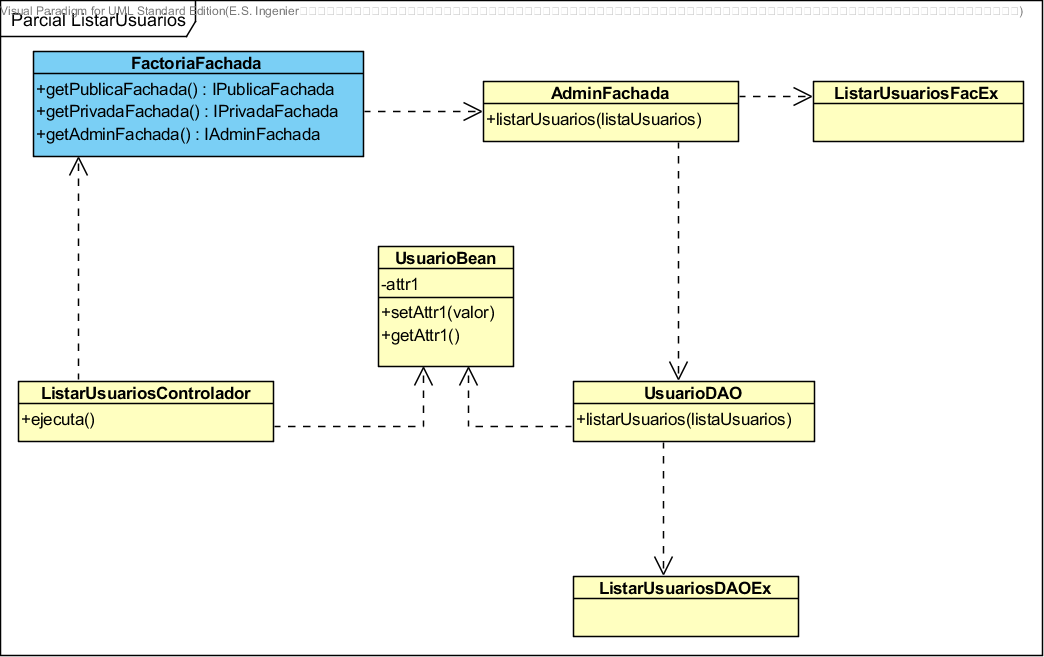 Visual Paradigm for UML Standard Edition(E.S. Ingenier
Parcial ListarUsuarios
FactoriaFachada
+getPublicaFachada() : IPublicaFachada
+getPrivadaFachada() : IPrivadaFachada
+getAdminFachada() : IAdminFachada
AdminFachada
+listarUsuarios(listaUsuarios)
ListarUsuariosFacEx
UsuarioBean
-attr1
+setAttr1(valor)
+getAttr1()
ListarUsuariosControlador
+ejecuta()
UsuarioDAO
+listarUsuarios(listaUsuarios)
ListarUsuariosDAOEx